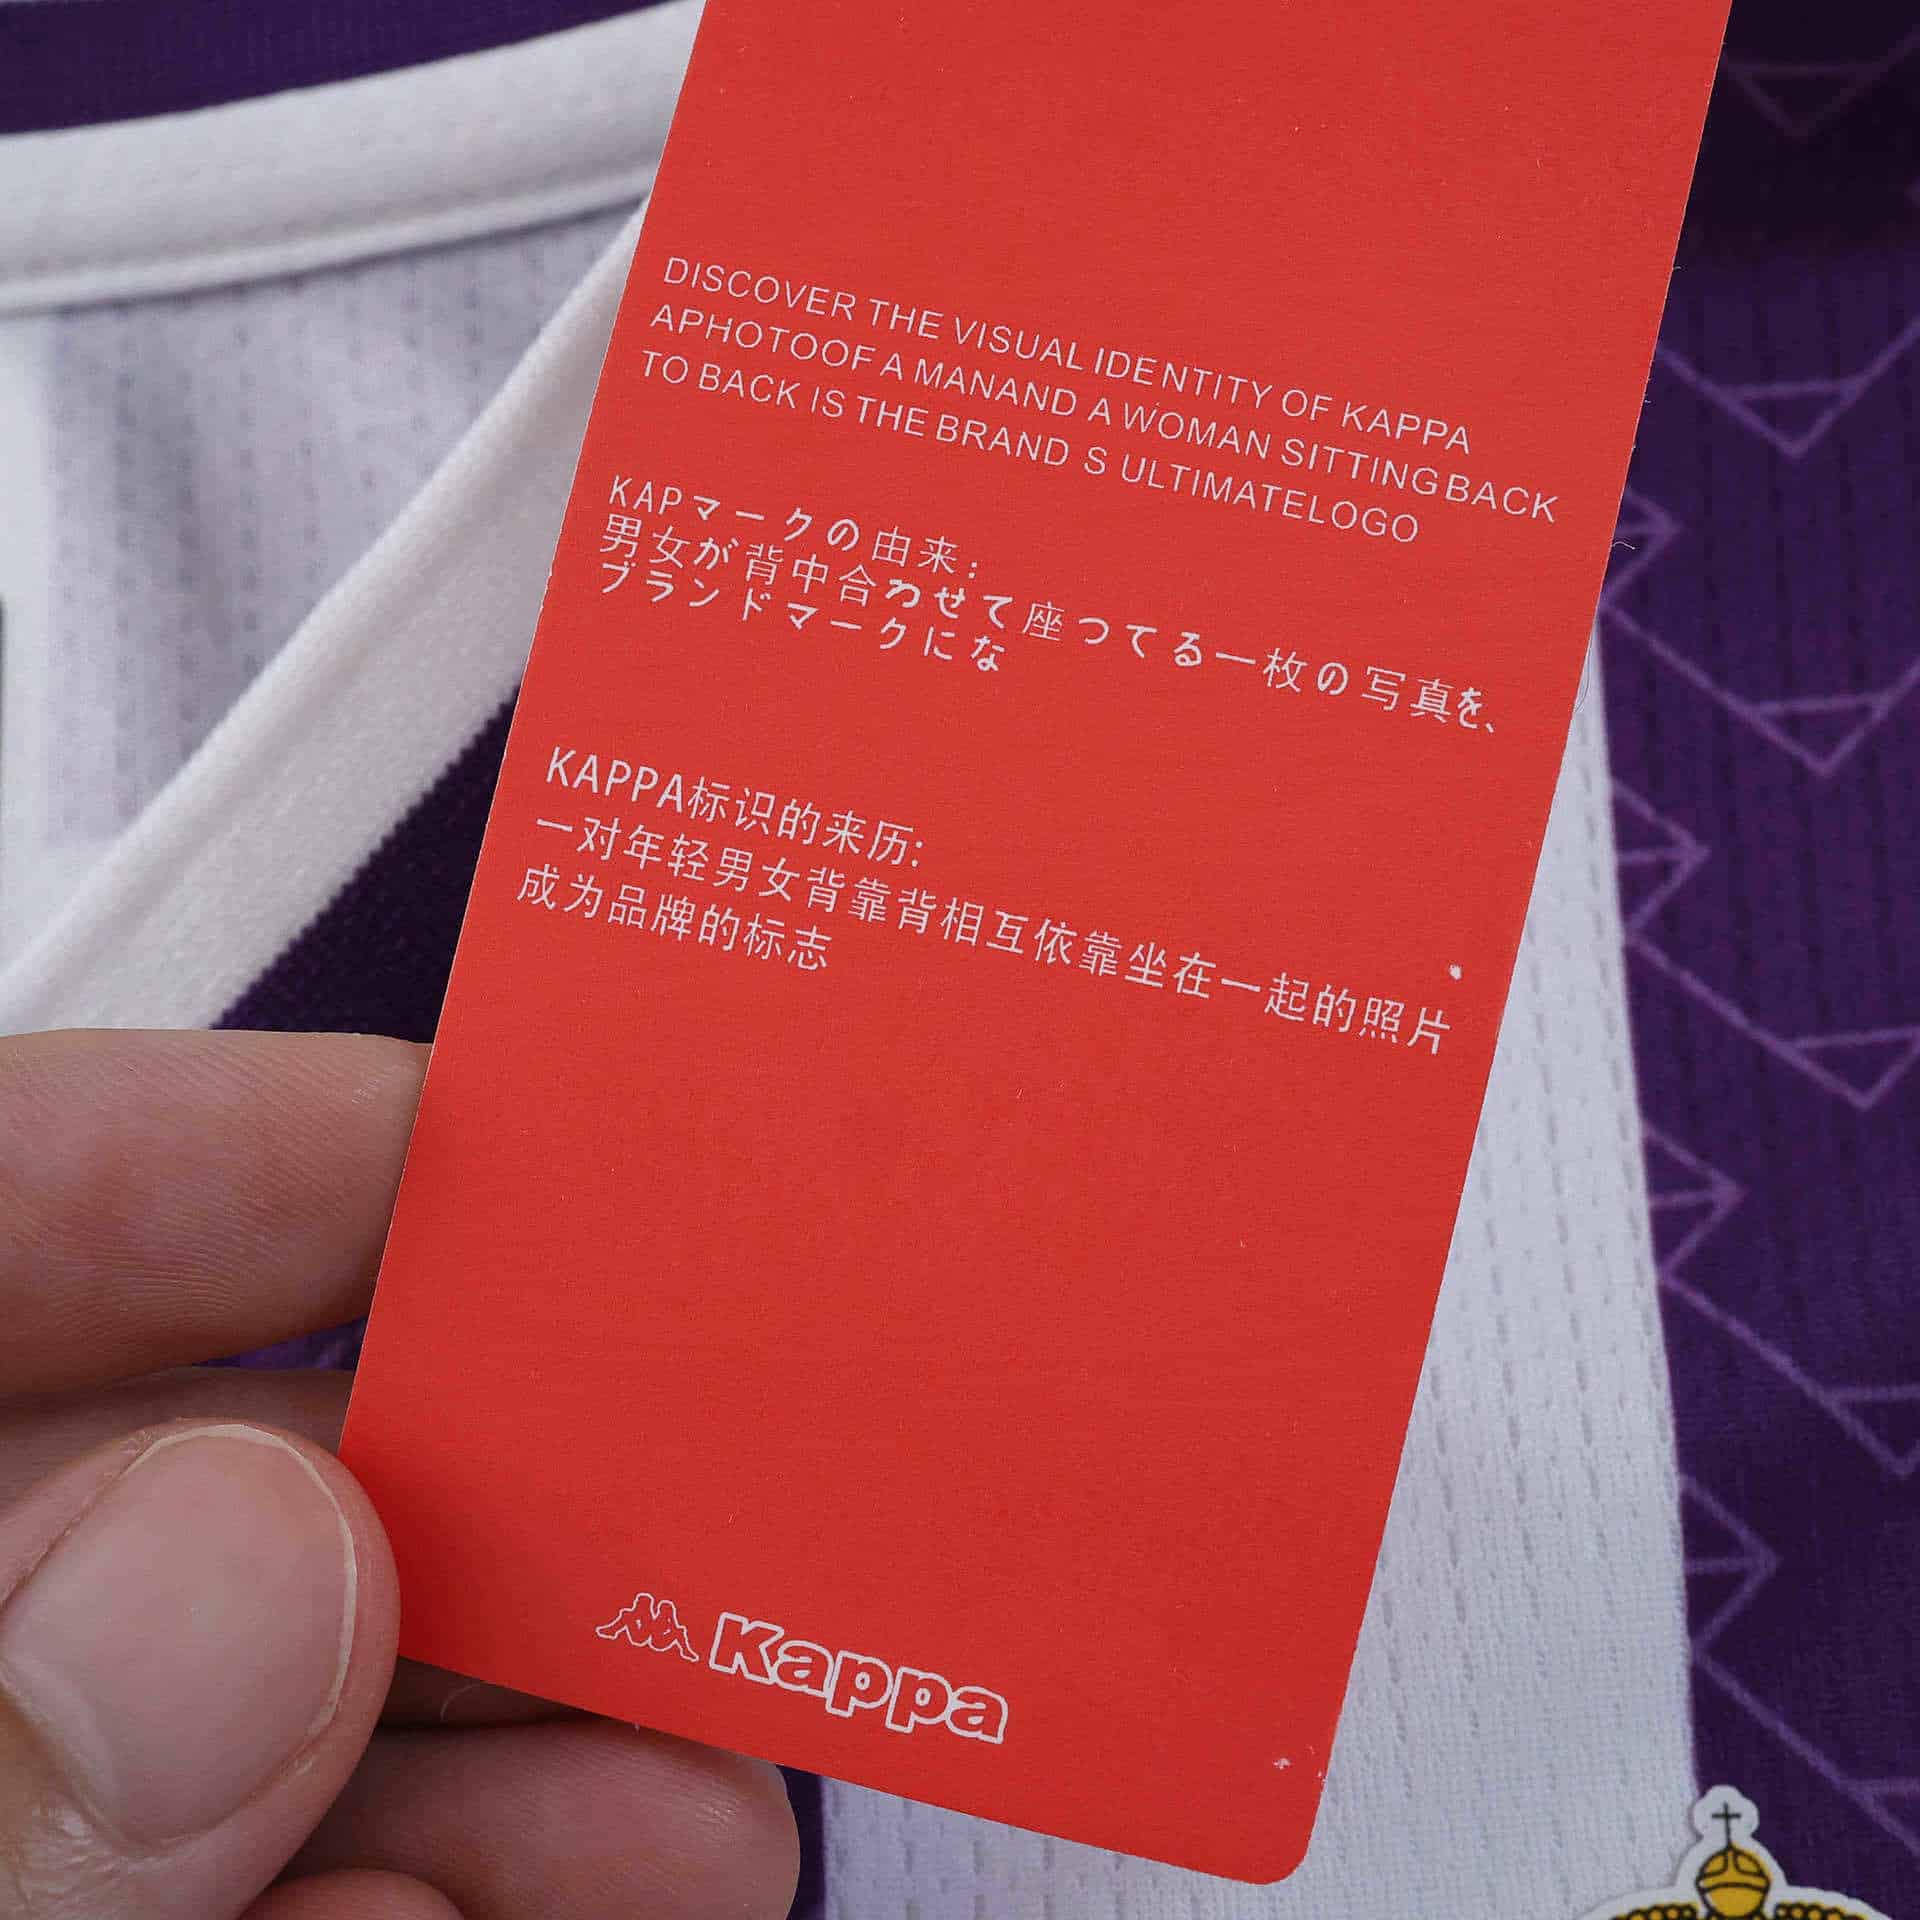 DISCOVER THE VISUAL IDENTITY OF KAPPA
APHOTOOF A MANAND A WOMAN SITTINGBACK
TO BACK IS THE BRAND S ULTIMATELOGO
KAPマークの由来:
男女が背中合わせて座つてる一枚の写真を、
ブランドマークにな
KAPPA标识的来历:
一对年轻男女背靠背相互依靠坐在一起的照片
成为品牌的标志
Kappa